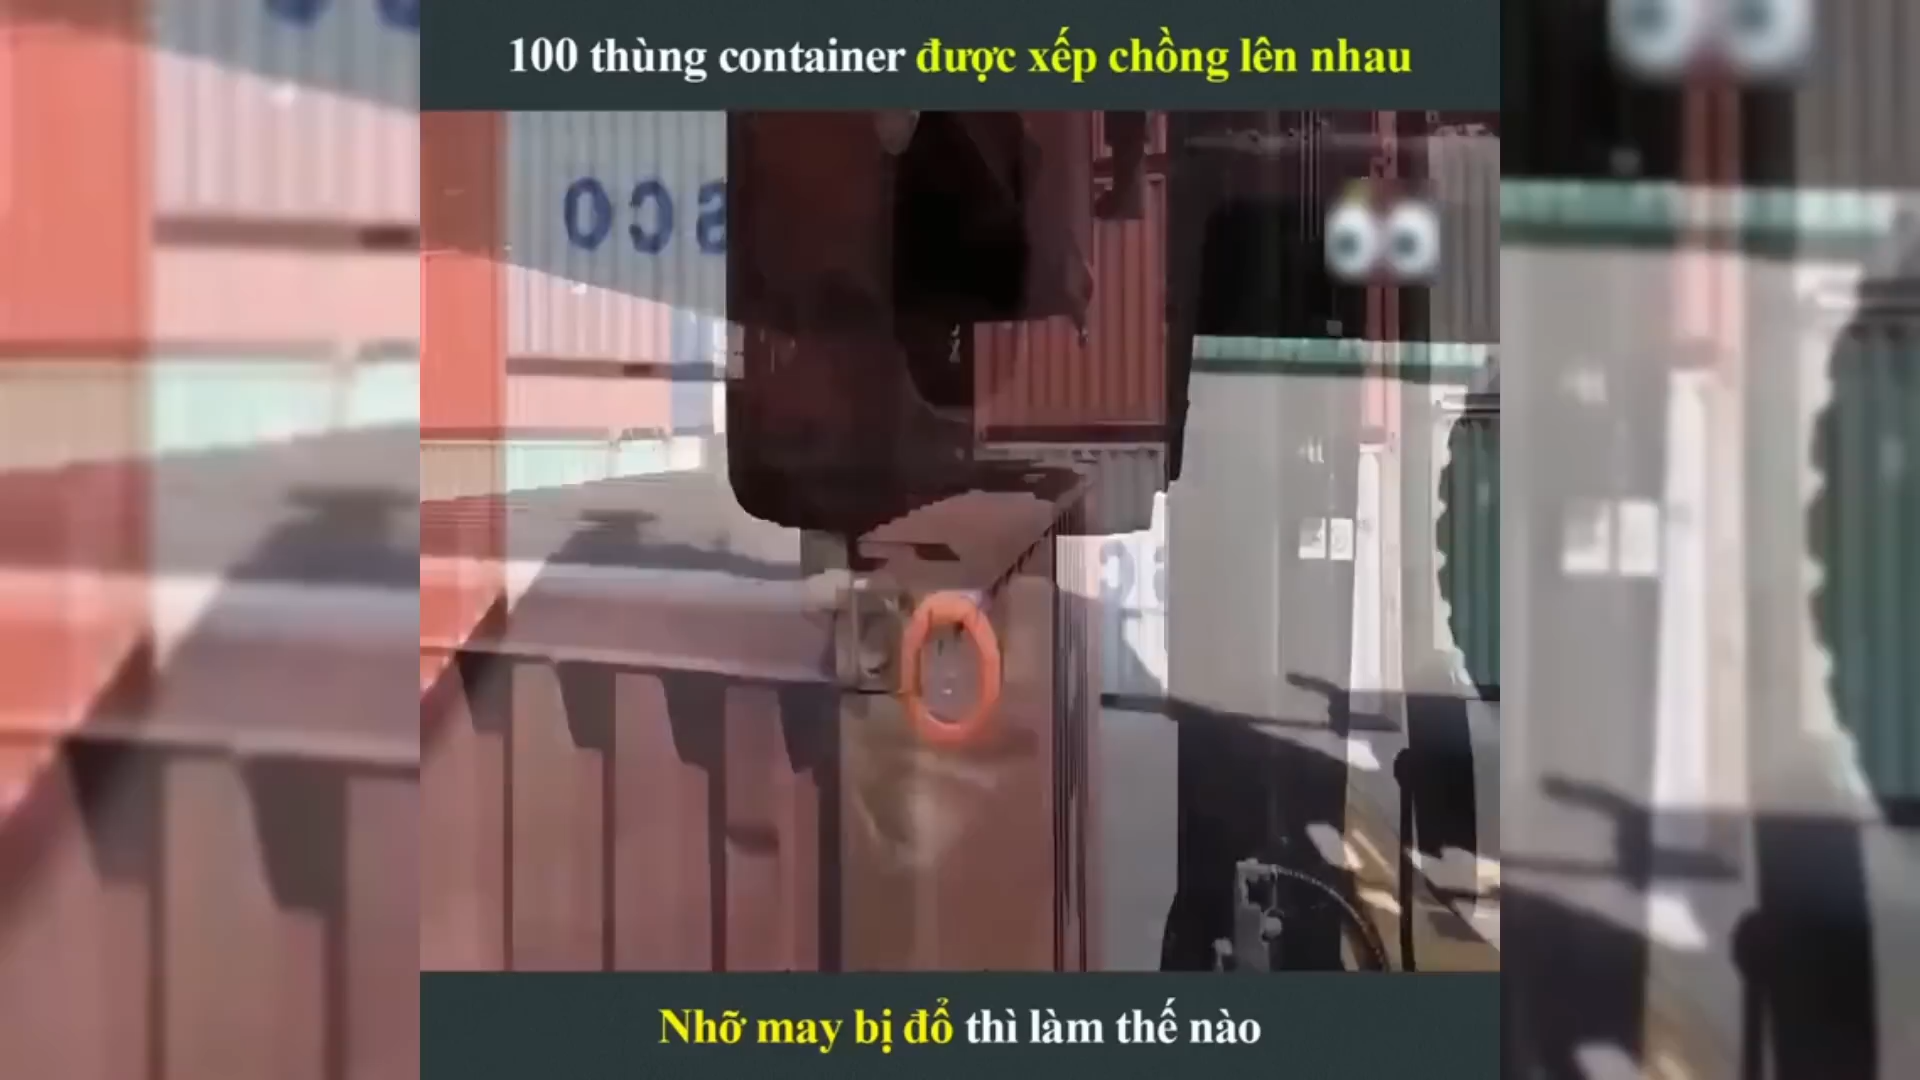 100 thùng container được xếp chồng lên nhau
Nhỡ may bị đổ thì làm thế nào